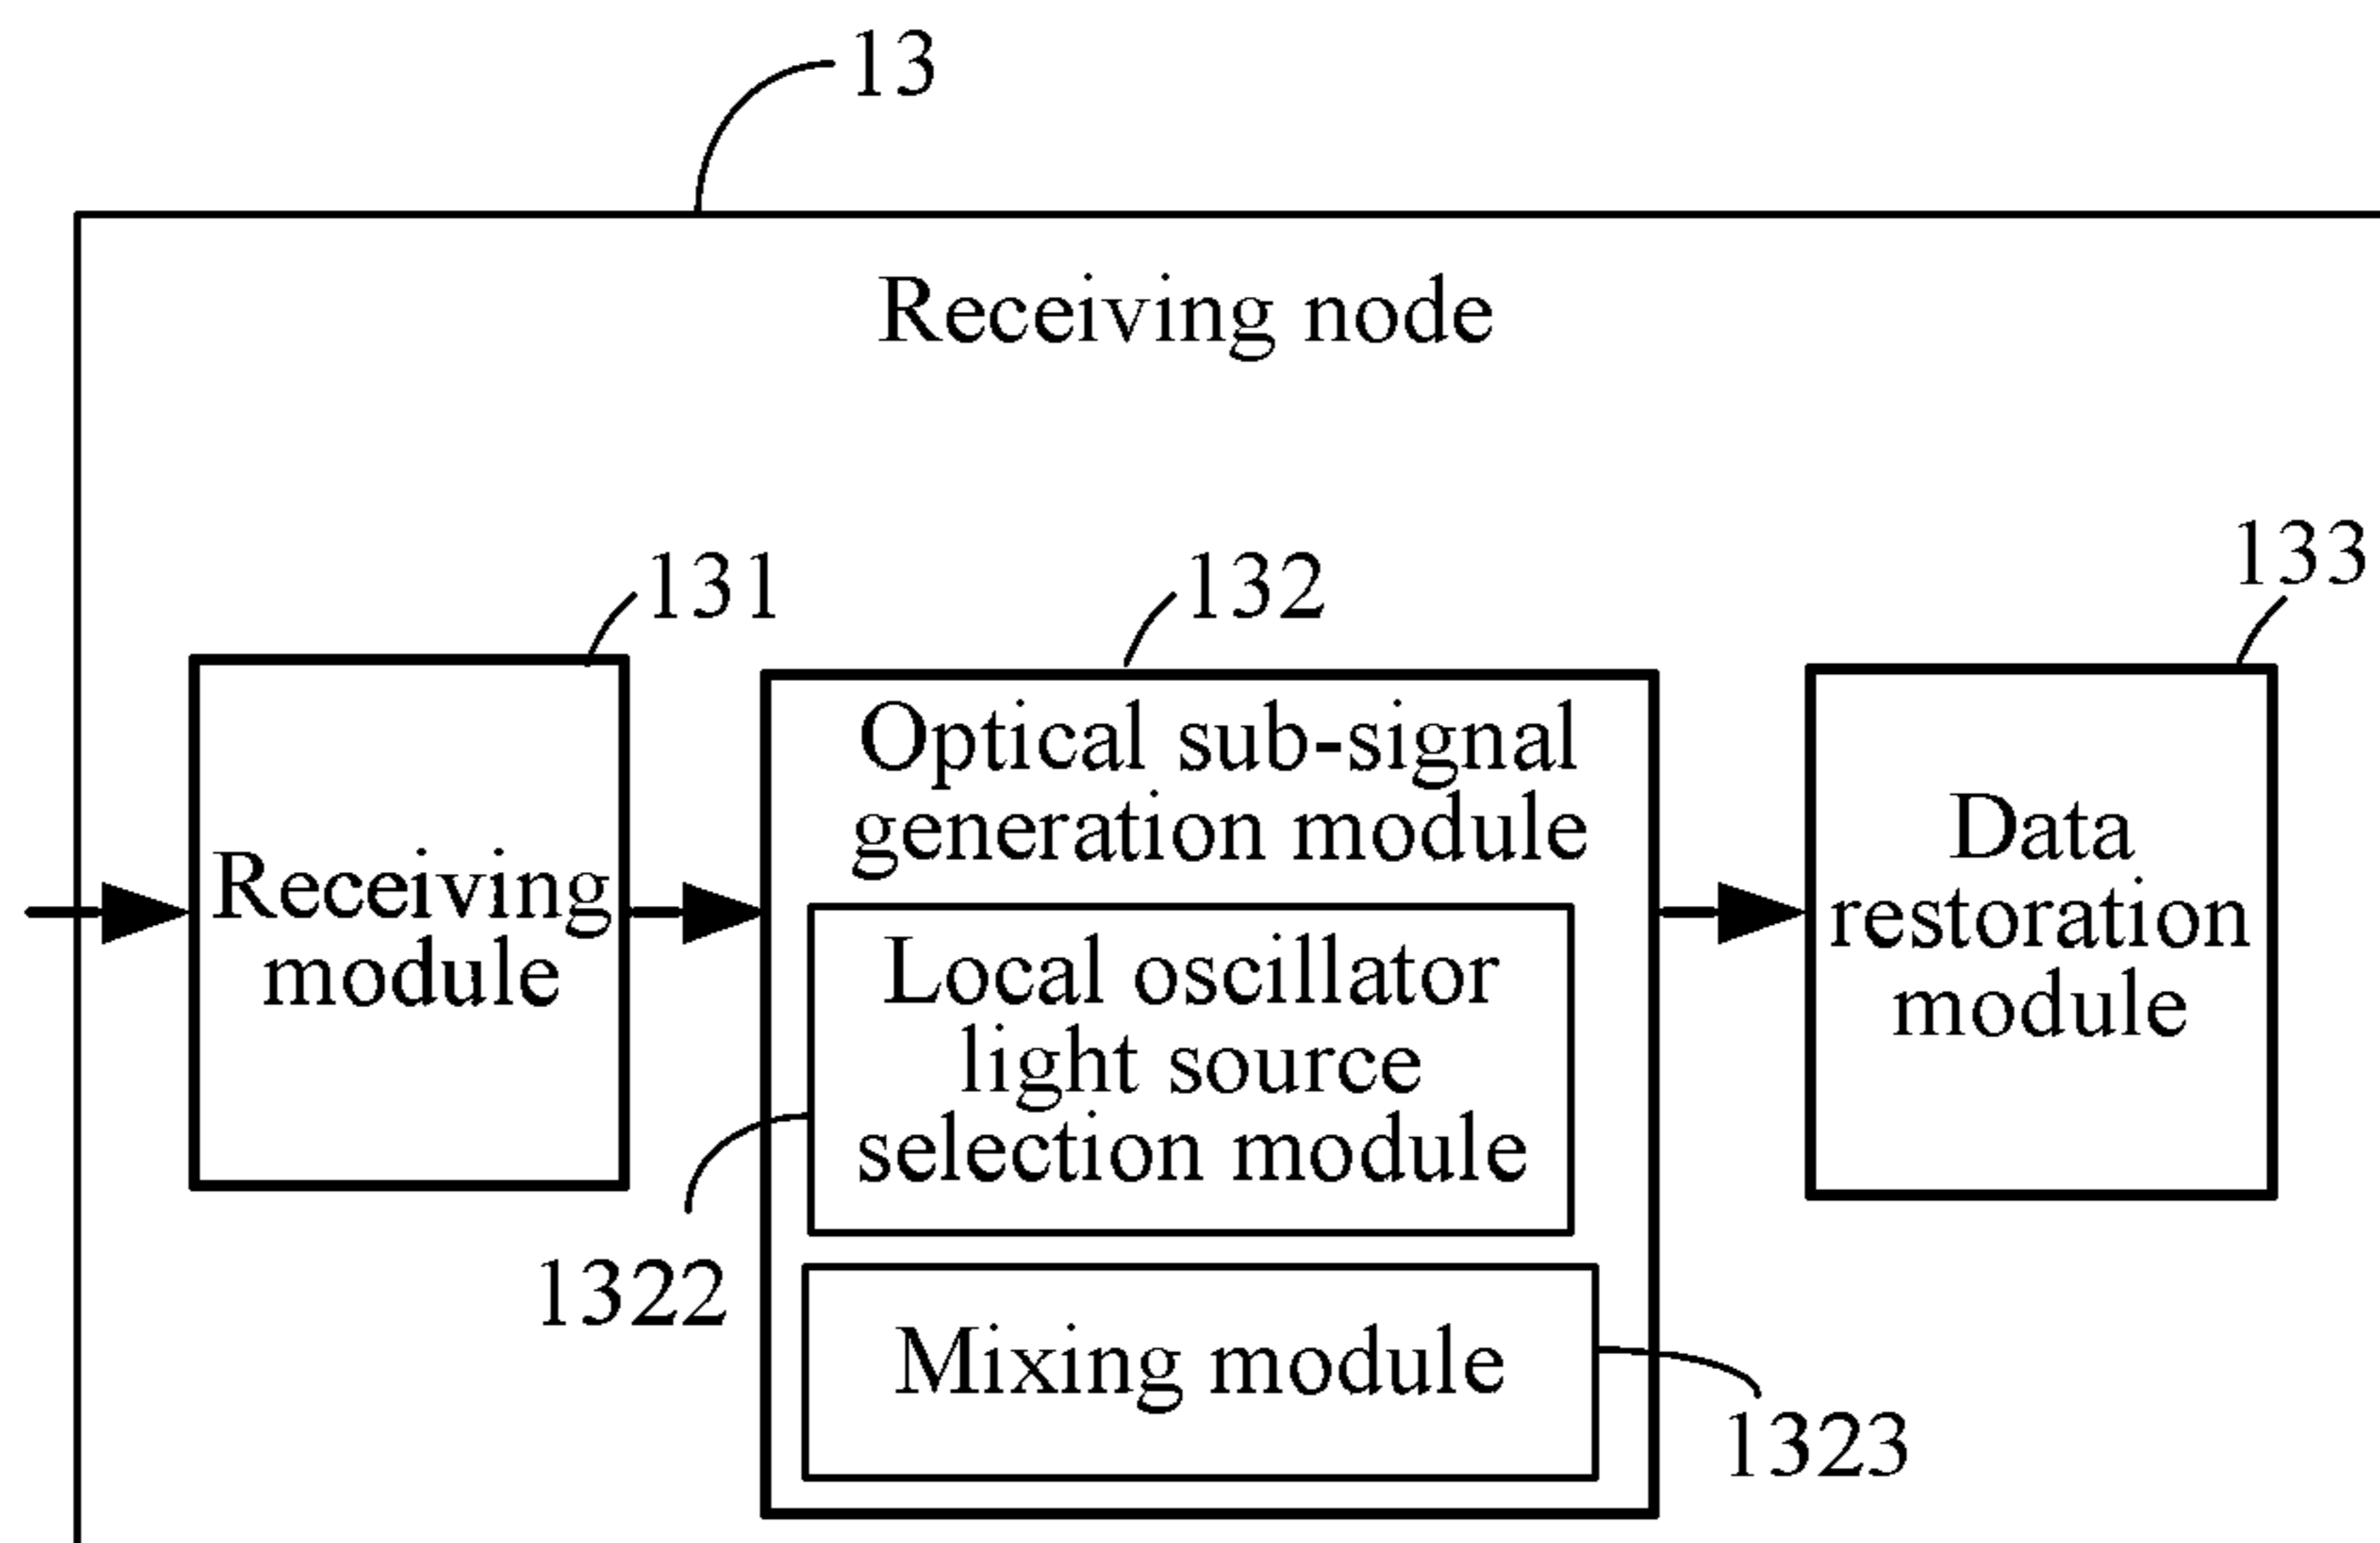 13
Receiving node
131
132
133
Receiving
module
Optical sub-signal
generation module
Local oscillator
light source
selection module
1322
Mixing module
1323
Data
restoration
module